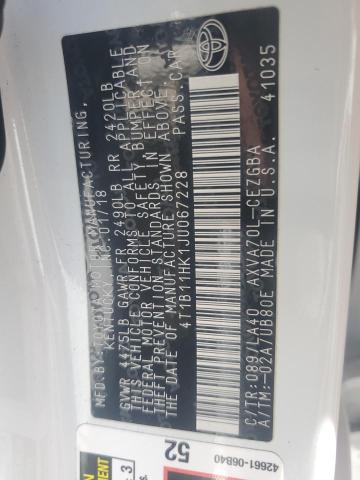 MFD. BY: TOYOTA MOTOR MANUFACTURING,
KENTUCKY, INC. 01/18
GVWR 4475LB GAWR FR 2490LB RR 2420LB
THIS VEHICLE CONFORMS TO ALL APPLICABLE
FEDERAL MOTOR VEHICLE SAFETY, BUMPER AND
THEFT PREVENTION STANDARDS IN EFFECT ON
THE DATE OF MANUFACTURE SHOWN ABOVE.
4T1B11HK1JU067228 PASS. CAR
C/TR: 089/LA40 AXVA70L-CEZGBA
A/TM: -02A/UB80E MADE IN U.S.A. 41035
TOYOTA
42661-06B40
52
3